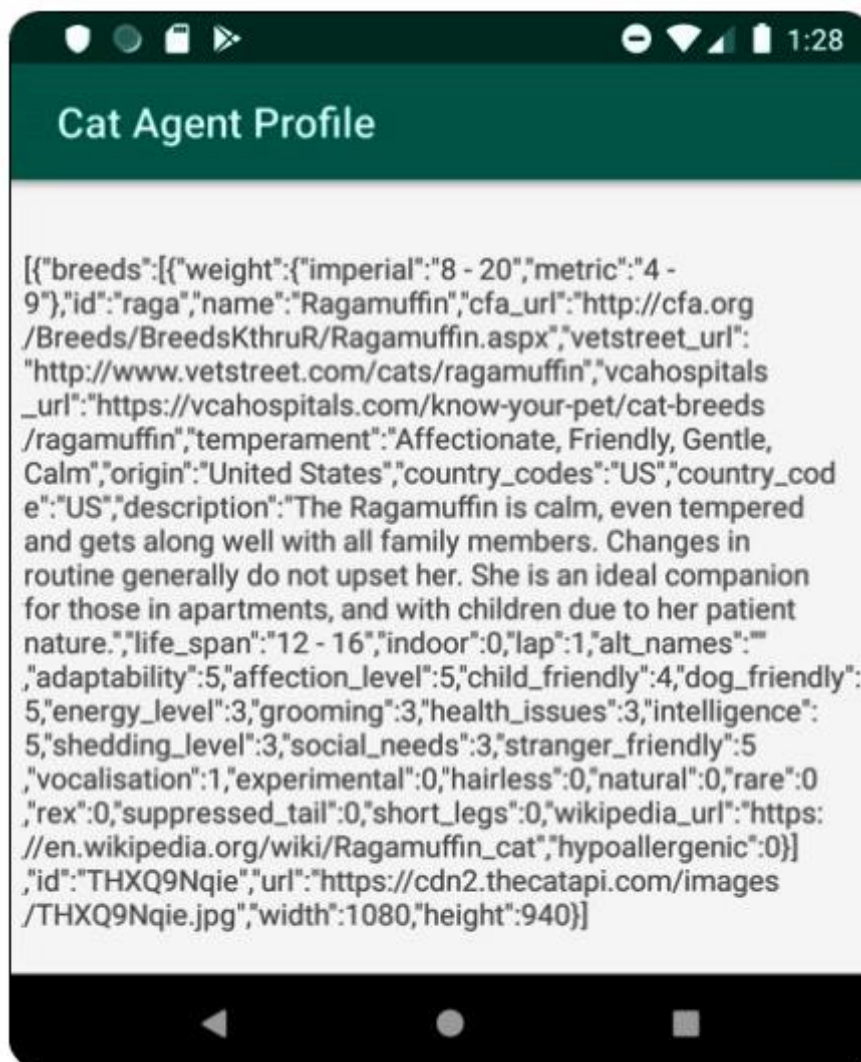 1:28
Cat Agent Profile
[{"breeds":[{"weight":{"imperial":"8 - 20","metric":"4 -
9"},"id":"raga","name":"Ragamuffin","cfa_url":"http://cfa.org
/Breeds/BreedsKthruR/Ragamuffin.aspx","vetstreet_url":
"http://www.vetstreet.com/cats/ragamuffin","vcahospitals
_url":"https://vcahospitals.com/know-your-pet/cat-breeds
/ragamuffin","temperament":"Affectionate, Friendly, Gentle,
Calm","origin":"United States","country_codes":"US","country_cod
e":"US","description":"The Ragamuffin is calm, even tempered
and gets along well with all family members. Changes in
routine generally do not upset her. She is an ideal companion
for those in apartments, and with children due to her patient
nature.","life_span":"12 - 16","indoor":0,"lap":1,"alt_names":""
,"adaptability":5,"affection_level":5,"child_friendly":4,"dog_friendly":
5,"energy_level":3,"grooming":3,"health_issues":3,"intelligence":
5,"shedding_level":3,"social_needs":3,"stranger_friendly":5
,"vocalisation":1,"experimental":0,"hairless":0,"natural":0,"rare":0
,"rex":0,"suppressed_tail":0,"short_legs":0,"wikipedia_url":"https:
//en.wikipedia.org/wiki/Ragamuffin_cat","hypoallergenic":0}]
,"id":"THXQ9Nqie","url":"https://cdn2.thecatapi.com/images
/THXQ9Nqie.jpg","width":1080,"height":940}]